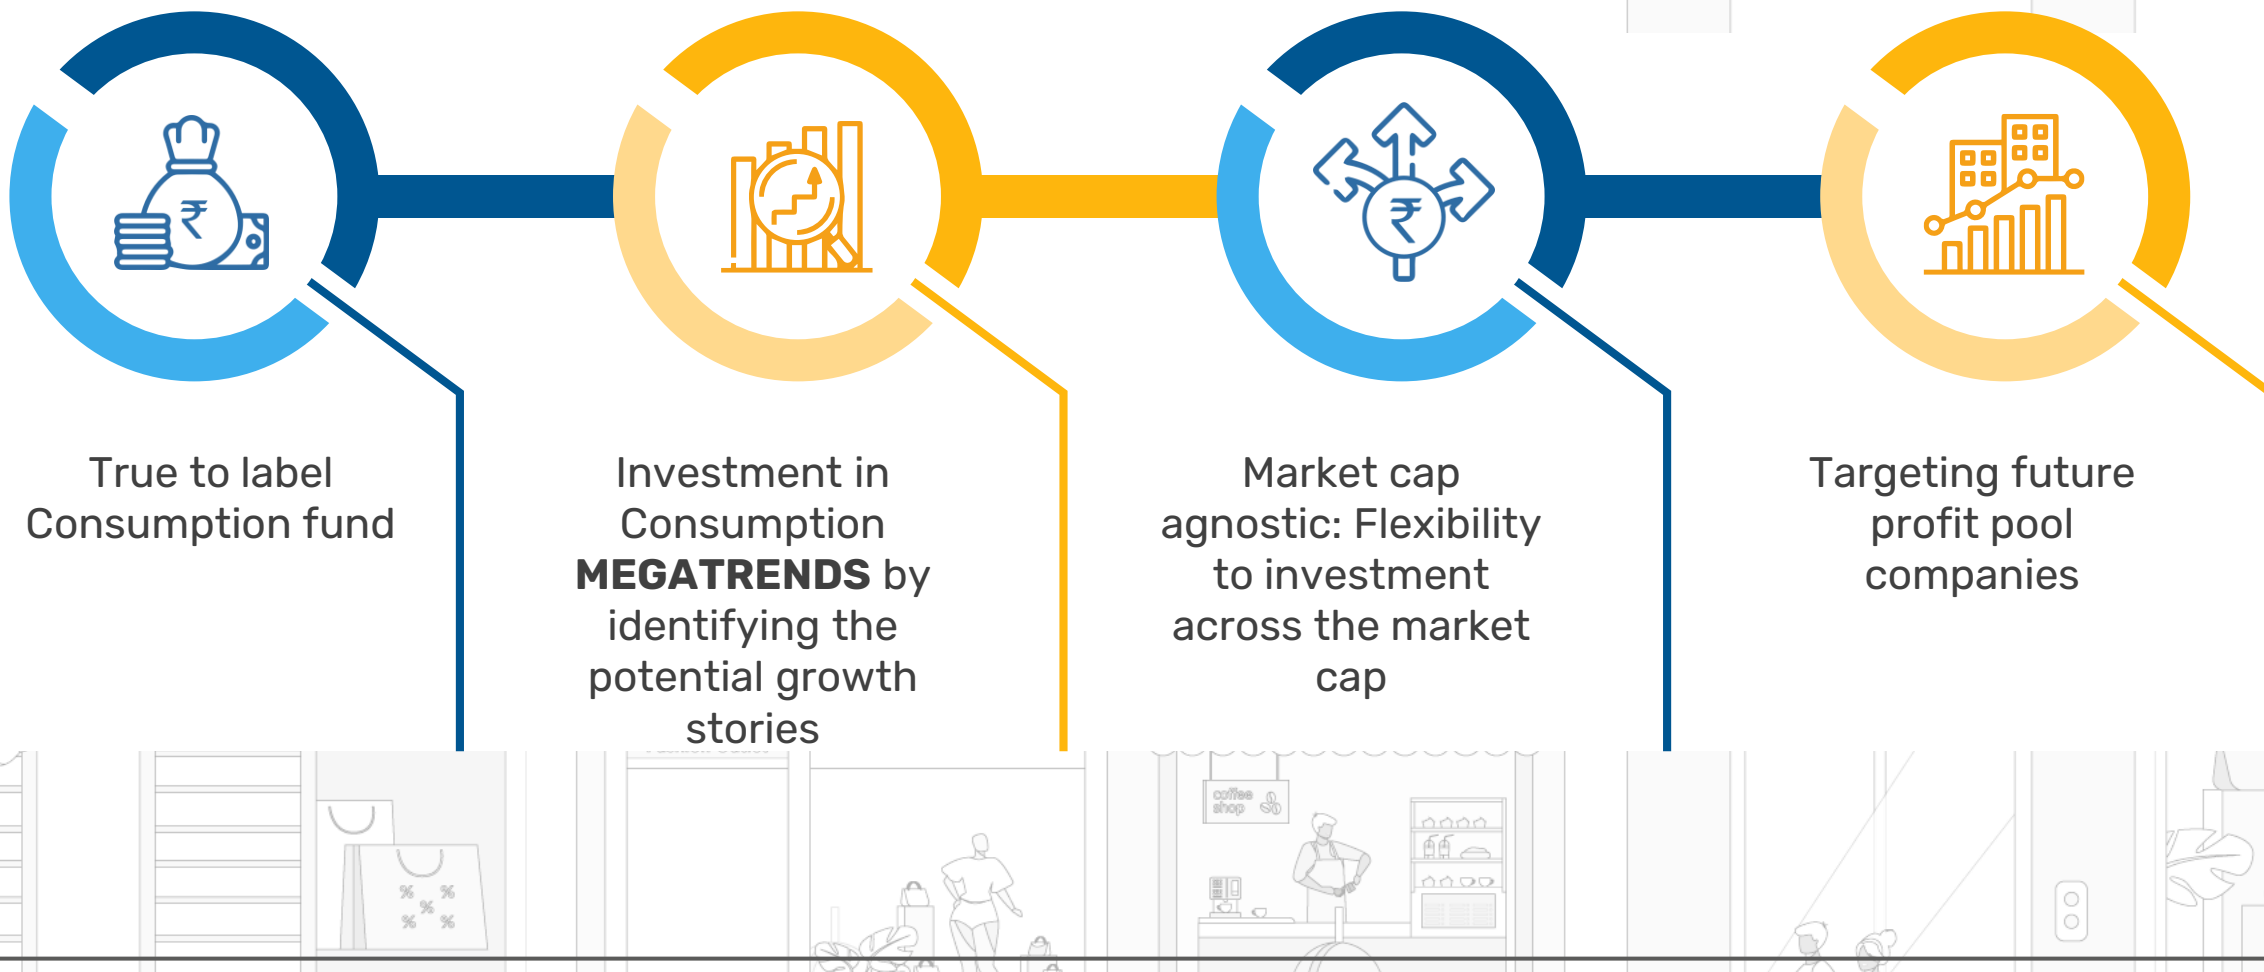 True to label
Consumption fund
Investment in
Consumption
MEGATRENDS by
identifying the
potential growth
stories
Market cap
agnostic: Flexibility
to investment
across the market
cap
Targeting future
profit pool
companies
coffee
shop